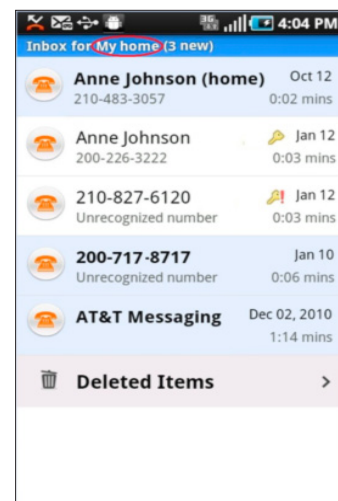 3G
4:04 PM
Inbox for My home (3 new)
Anne Johnson (home) Oct 12
210-483-3057 0:02 mins
Anne Johnson Jan 12
200-226-3222 0:03 mins
210-827-6120 Jan 12
Unrecognized number 0:03 mins
200-717-8717 Jan 10
Unrecognized number 0:06 mins
AT&T Messaging Dec 02, 2010
1:14 mins
Deleted Items >